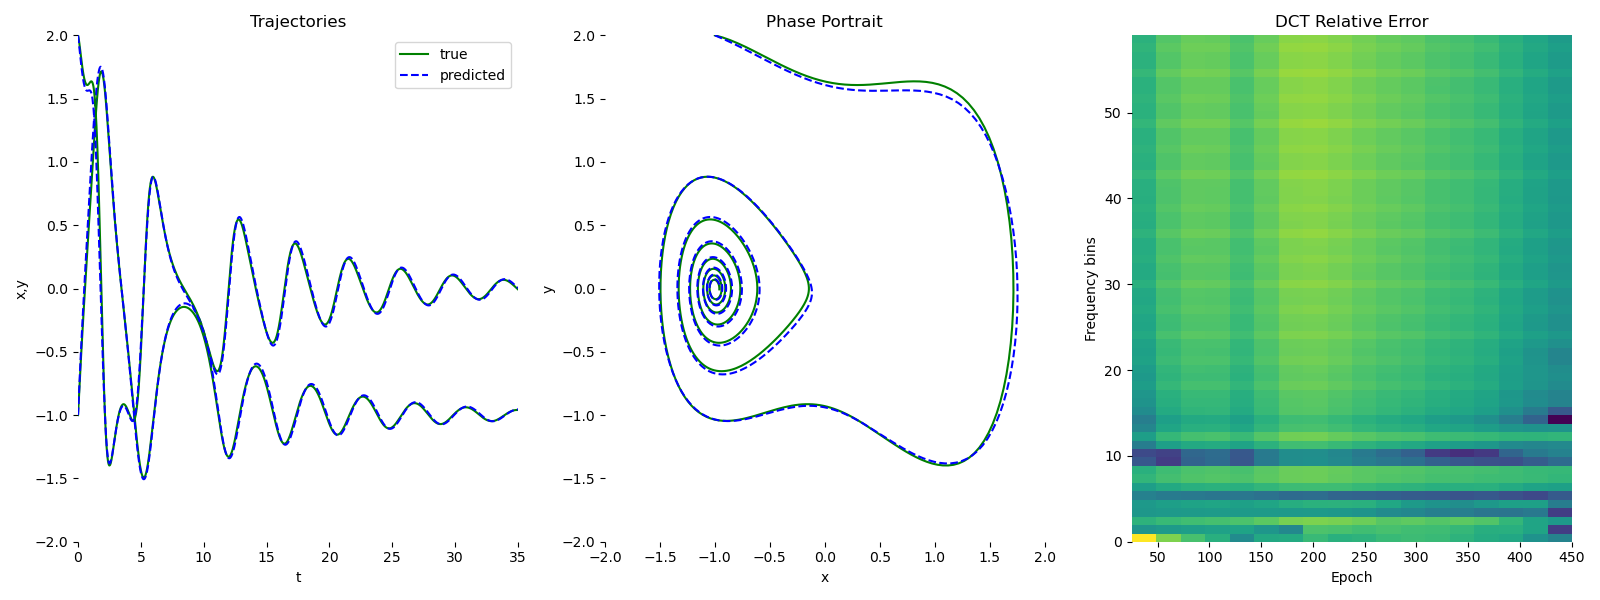 Trajectories
true
predicted
2.0
1.5
1.0
0.5
0.0
−0.5
−1.0
−1.5
−2.0
x,y
0 5 10 15 20 25 30 35
t
Phase Portrait
2.0
1.5
1.0
0.5
0.0
−0.5
−1.0
−1.5
−2.0
y
−2.0 −1.5 −1.0 −0.5 0.0 0.5 1.0 1.5 2.0
x
DCT Relative Error
50
40
30
20
10
0
Frequency bins
50 100 150 200 250 300 350 400 450
Epoch